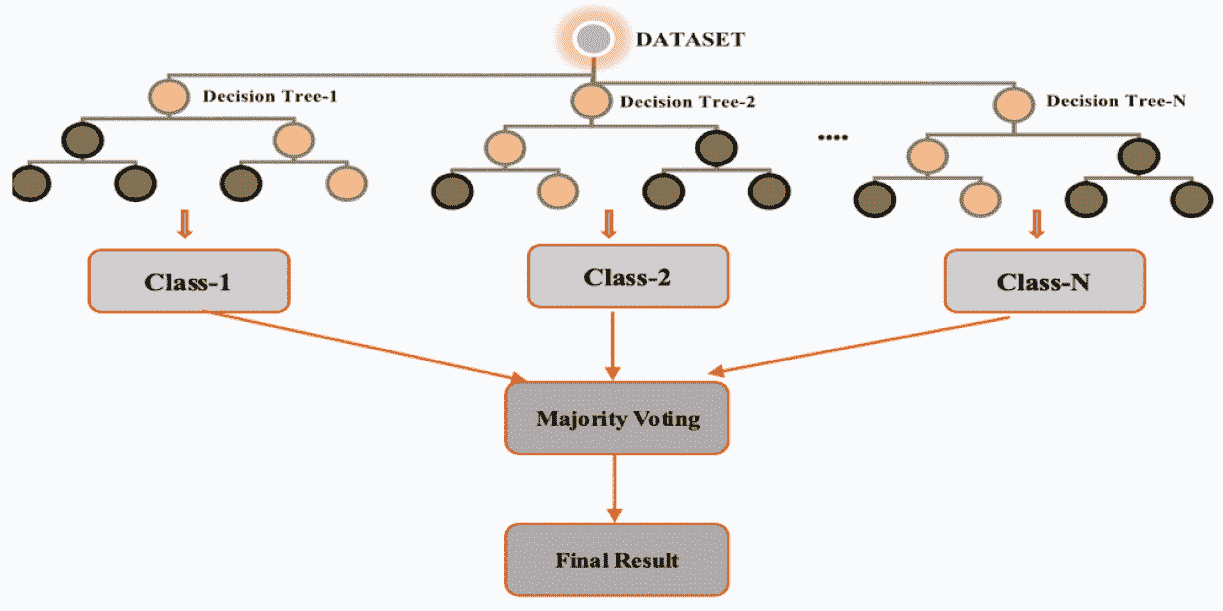 DATASET
Decision Tree-1
Decision Tree-2
Decision Tree-N
....
Class-1
Class-2
Class-N
Majority Voting
Final Result